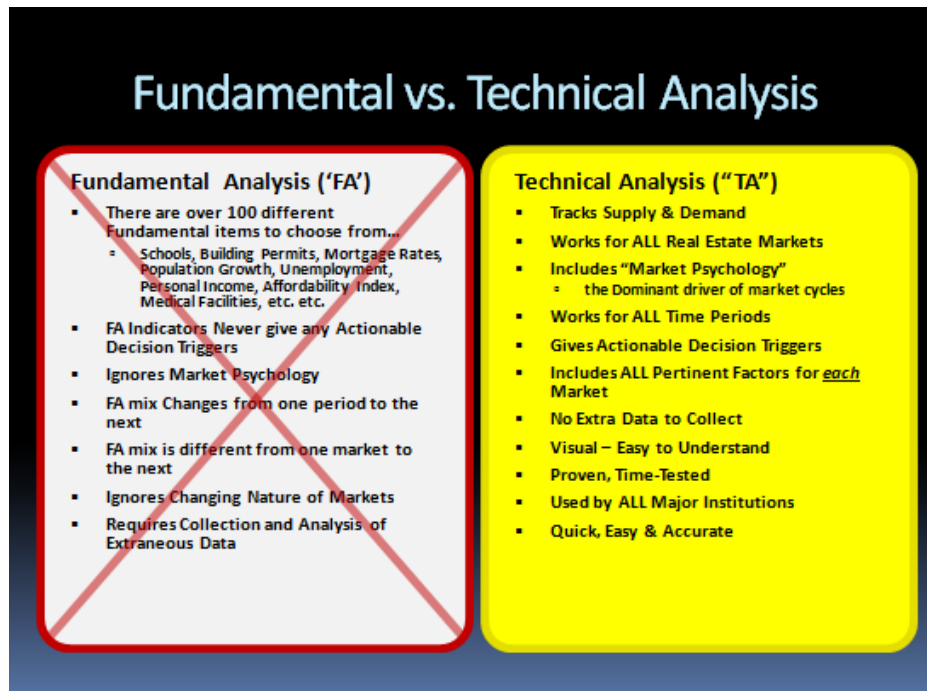 Fundamental vs. Technical Analysis
Fundamental Analysis (‘FA’)
▪ There are over 100 different
Fundamental items to choose from...
▫ Schools, Building Permits, Mortgage Rates,
Population Growth, Unemployment,
Personal Income, Affordability Index,
Medical Facilities, etc. etc.
▪ FA Indicators Never give any Actionable
Decision Triggers
▪ Ignores Market Psychology
▪ FA mix Changes from one period to the
next
▪ FA mix is different from one market to
the next
▪ Ignores Changing Nature of Markets
▪ Requires Collection and Analysis of
Extraneous Data
Technical Analysis (“TA”)
▪ Tracks Supply & Demand
▪ Works for ALL Real Estate Markets
▪ Includes “Market Psychology”
▫ the Dominant driver of market cycles
▪ Works for ALL Time Periods
▪ Gives Actionable Decision Triggers
▪ Includes ALL Pertinent Factors for each
Market
▪ No Extra Data to Collect
▪ Visual – Easy to Understand
▪ Proven, Time-Tested
▪ Used by ALL Major Institutions
▪ Quick, Easy & Accurate